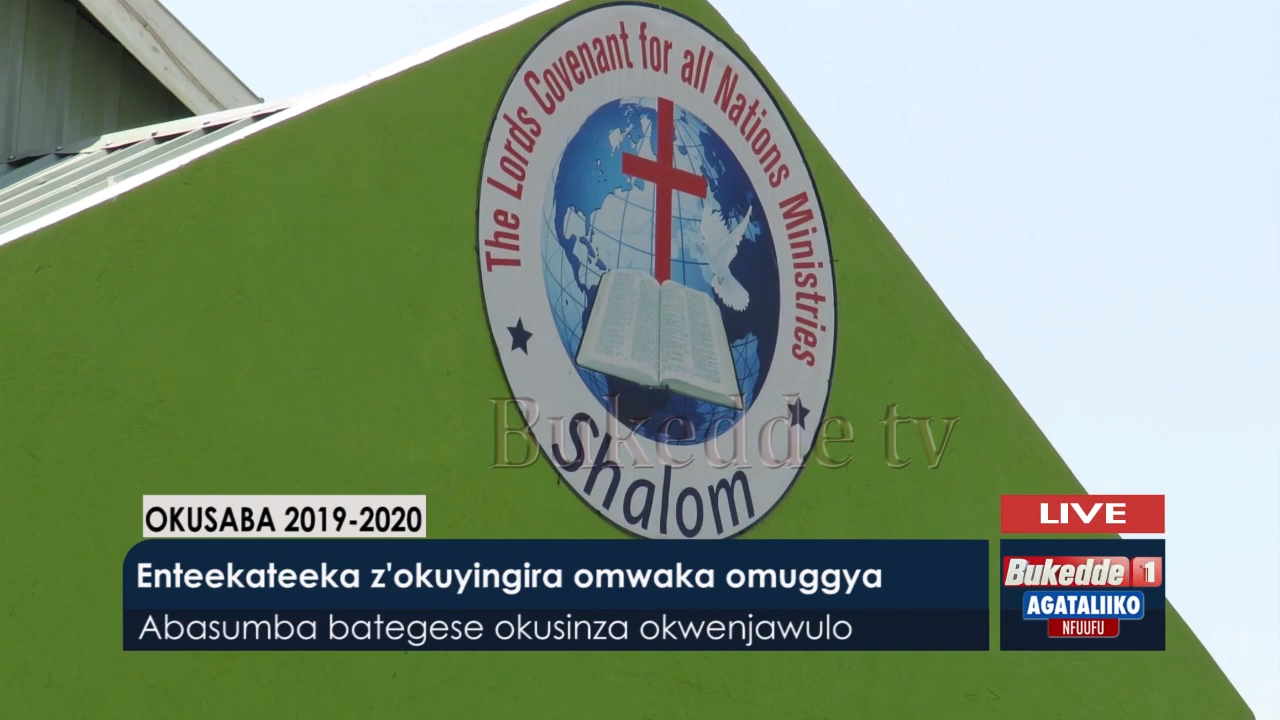 The Lords Covenant for all Nations Ministries
Shalom
Bukedde tv
OKUSABA 2019-2020
Enteekateeka z'okuyingira omwaka omuggya
Abasumba bategese okusinza okwenjawulo
LIVE
Bukedde 1
AGATALIIKO
NFUUFU